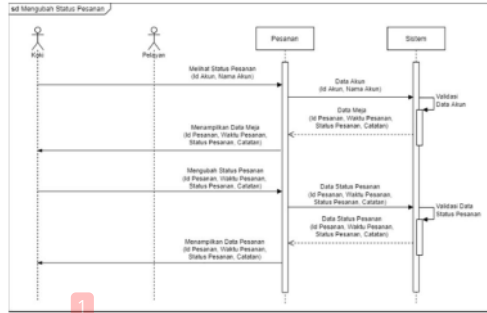 sd Mengubah Status Pesanan
Koki
Pelayan
Pesanan
Sistem
Melihat Status Pesanan
(Id Akun, Nama Akun)
Data Akun
(Id Akun, Nama Akun)
Validasi
Data Akun
Data Meja
(Id Pesanan, Waktu Pesanan,
Status Pesanan, Catatan)
Menampilkan Data Meja
(Id Pesanan, Waktu Pesanan,
Status Pesanan, Catatan)
Mengubah Status Pesanan
(Id Pesanan, Waktu Pesanan,
Status Pesanan, Catatan)
Data Status Pesanan
(Id Pesanan, Waktu Pesanan,
Status Pesanan, Catatan)
Validasi Data
Status Pesanan
Data Status Pesanan
(Id Pesanan, Waktu Pesanan,
Status Pesanan, Catatan)
Menampilkan Data Pesanan
(Id Pesanan, Waktu Pesanan,
Status Pesanan, Catatan)
1